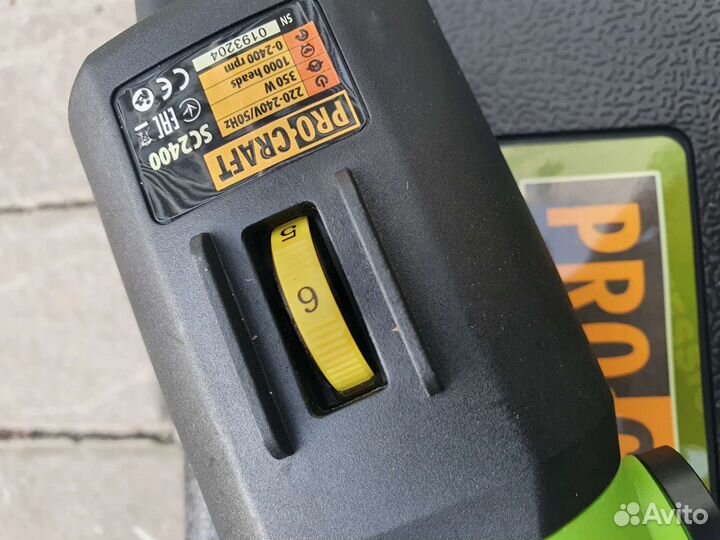 PRO-CRAFT
SC2400
220-240V/50Hz
350 W
1000 heads
0-2400 rpm
CE EAC
SN 0193204
5
6
PRO-C
Avito